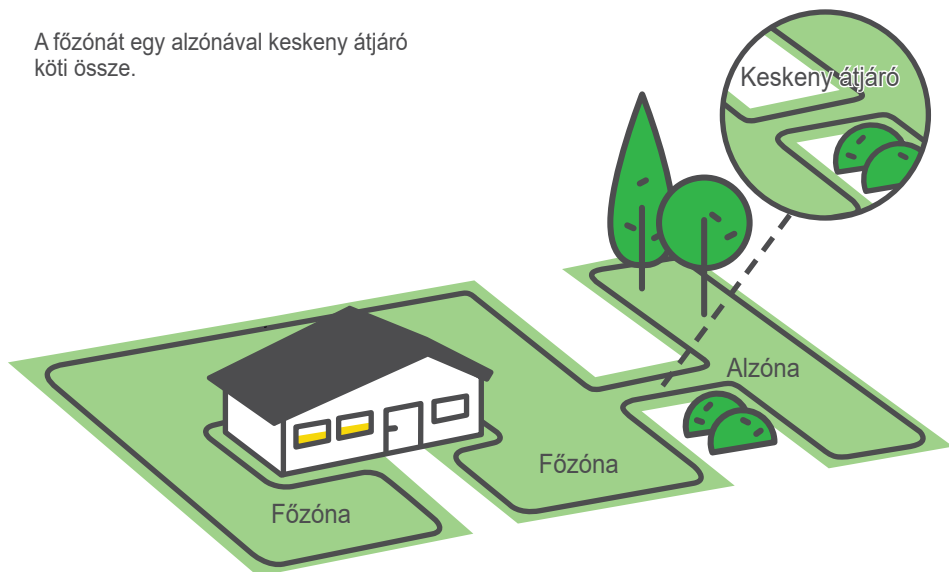 A főzónát egy alzónával keskeny átjáró
köti össze.
Keskeny átjáró
Alzóna
Főzóna
Főzóna